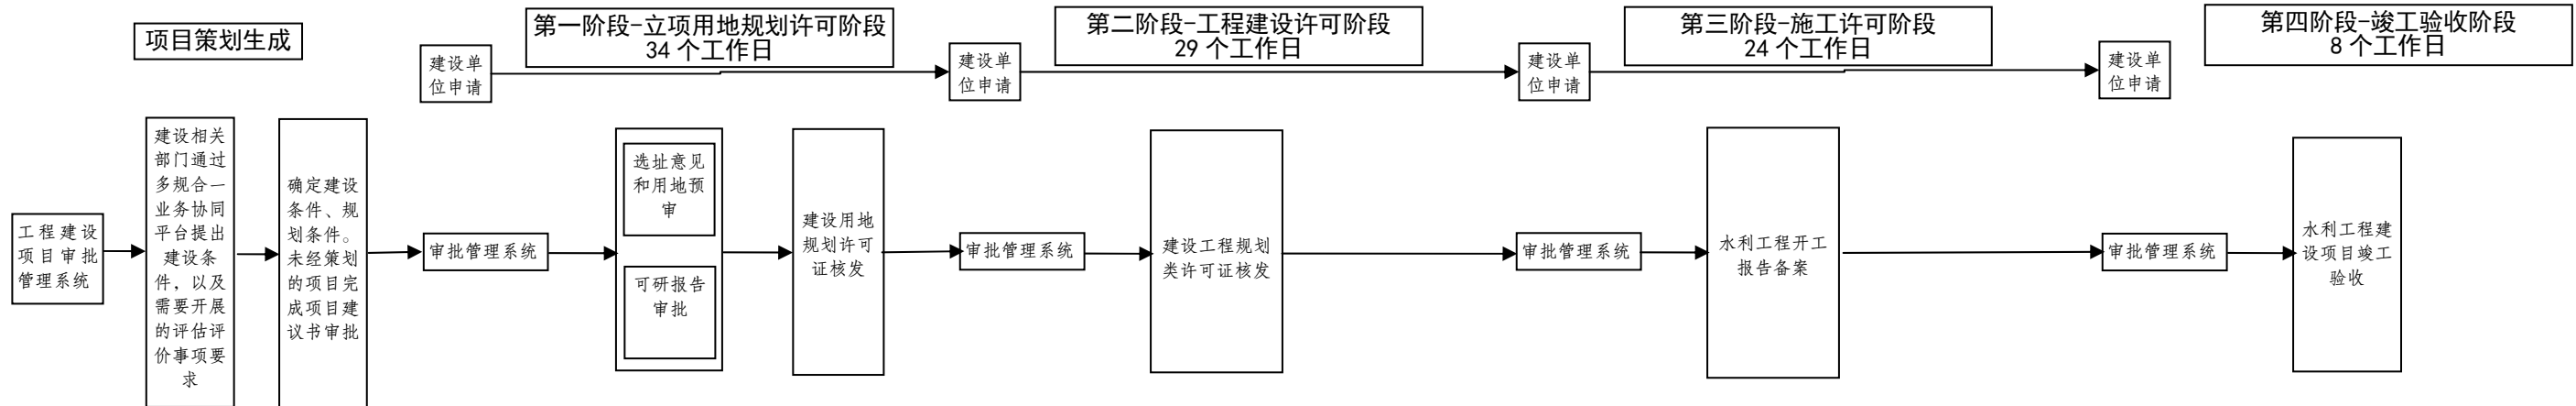 项目策划生成
第一阶段-立项用地规划许可阶段
34个工作日
第二阶段-工程建设许可阶段
29个工作日
第三阶段-施工许可阶段
24个工作日
第四阶段-竣工验收阶段
8个工作日
建设单
位申请
建设单
位申请
建设单
位申请
建设单
位申请
工程建设
项目审批
管理系统
建设相关
部门通过
多规合一
业务协同
平台提出
建设条
件，以及
需要开展
的评估评
价事项要
求
确定建设
条件、规
划条件。
未经策划
的项目完
成项目建
议书审批
审批管理系统
选址意见
和用地预
审
可研报告
审批
建设用地
规划许可
证核发
审批管理系统
建设工程规划
类许可证核发
审批管理系统
水利工程开工
报告备案
审批管理系统
水利工程建
设项目竣工
验收